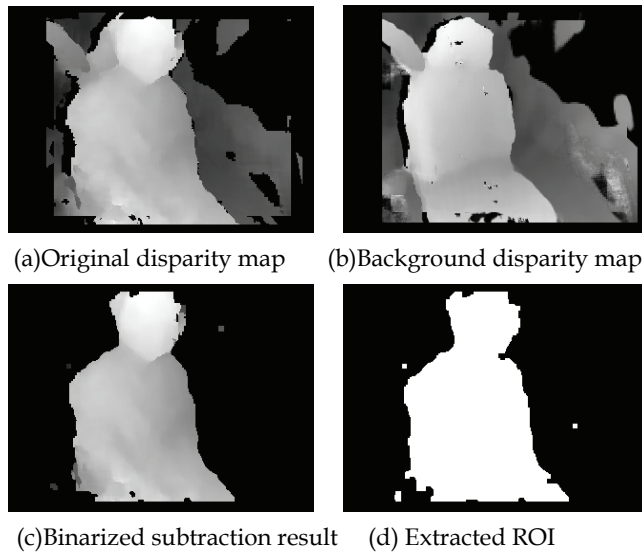 (a)Original disparity map
(b)Background disparity map
(c)Binarized subtraction result
(d) Extracted ROI